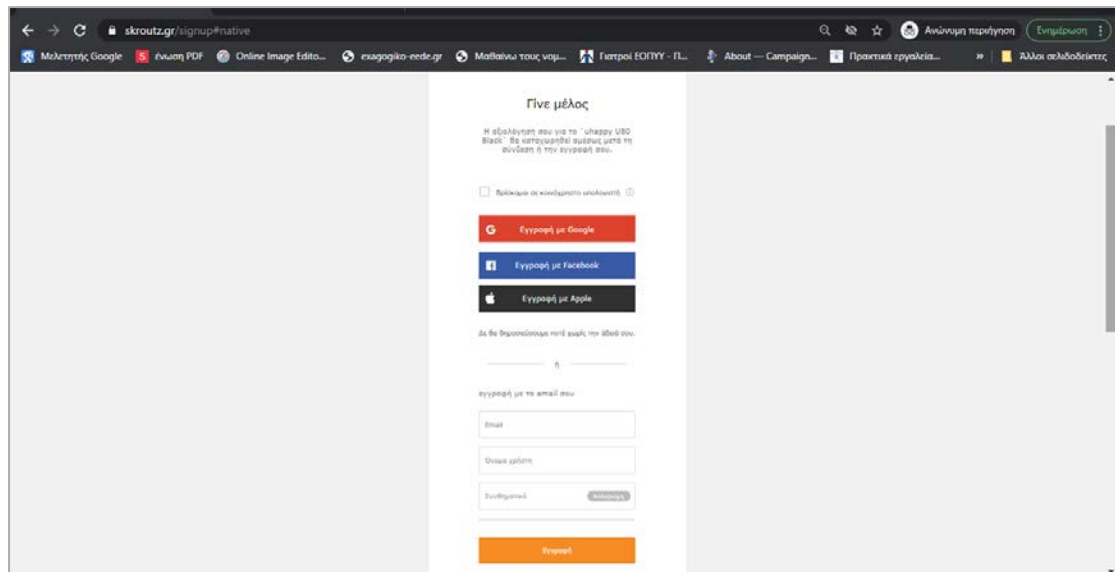 skroutz.gr/signup#native
Ανώνυμη περιήγηση
Ενημέρωση
Μελετητής Google
ένωση PDF
Online Image Edito...
exagogiko-eede.gr
Μαθαίνω τους νομ...
Γιατροί ΕΟΠΥΥ - Π...
About — Campaign...
Πρακτικά εργαλεία...
»
Άλλοι σελιδοδείκτες
Γίνε μέλος
Η αξιολόγηση σου για το `uhappy U80
Black` θα καταχωρηθεί αμέσως μετά τη
σύνδεση ή την εγγραφή σου.
Βρίσκομαι σε κοινόχρηστο υπολογιστή
Εγγραφή με Google
Εγγραφή με Facebook
Εγγραφή με Apple
Δε θα δημοσιεύσουμε ποτέ χωρίς την άδειά σου.
ή
εγγραφή με το email σου
Email
Όνομα χρήστη
Συνθηματικό
Εγγραφή